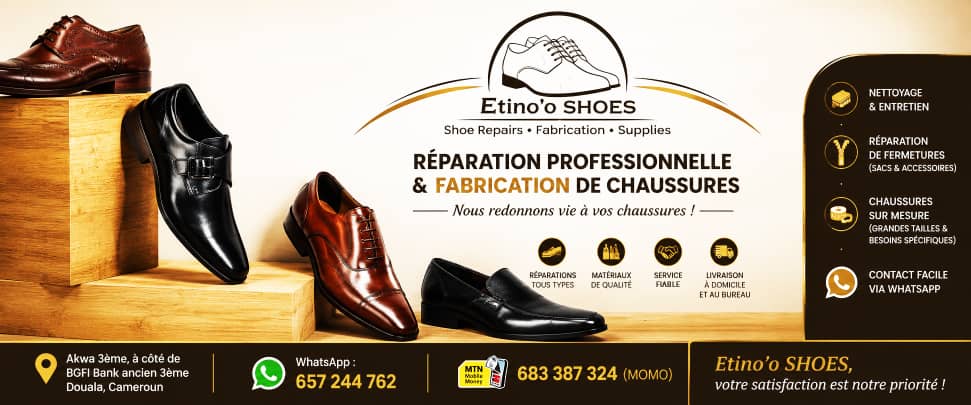 Etino'o SHOES
Shoe Repairs • Fabrication • Supplies
RÉPARATION PROFESSIONNELLE
& FABRICATION DE CHAUSSURES
Nous redonnons vie à vos chaussures !
RÉPARATIONS
TOUS TYPES
MATÉRIAUX
DE QUALITÉ
SERVICE
FIABLE
LIVRAISON
À DOMICILE
ET AU BUREAU
NETTOYAGE
& ENTRETIEN
RÉPARATION
DE FERMETURES
(SACS & ACCESSOIRES)
CHAUSSURES
SUR MESURE
(GRANDES TAILLES &
BESOINS SPÉCIFIQUES)
CONTACT FACILE
VIA WHATSAPP
Akwa 3ème, à côté de
BGFI Bank ancien 3ème
Douala, Cameroun
WhatsApp :
657 244 762
MTN
Mobile
Money
683 387 324 (MOMO)
Etino'o SHOES,
votre satisfaction est notre priorité !